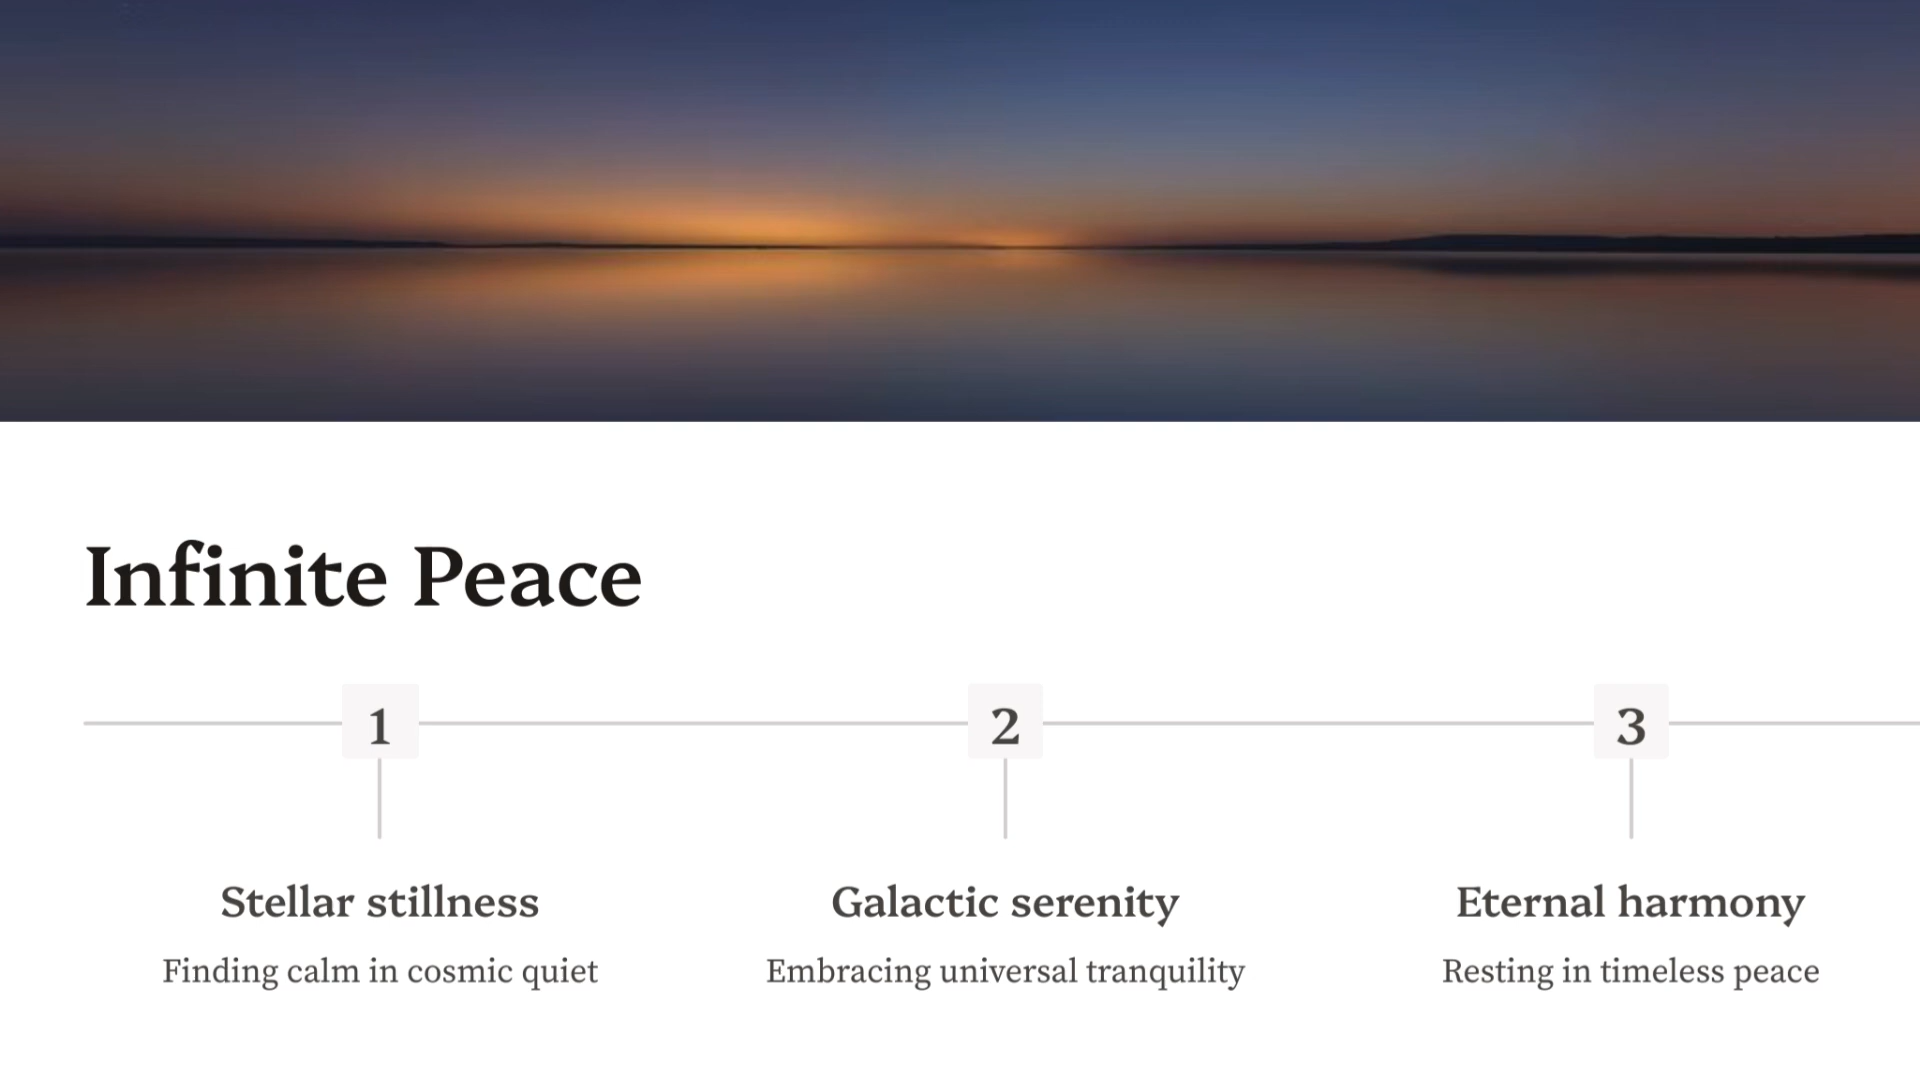 Infinite Peace
1
2
3
Stellar stillness
Finding calm in cosmic quiet
Galactic serenity
Embracing universal tranquility
Eternal harmony
Resting in timeless peace